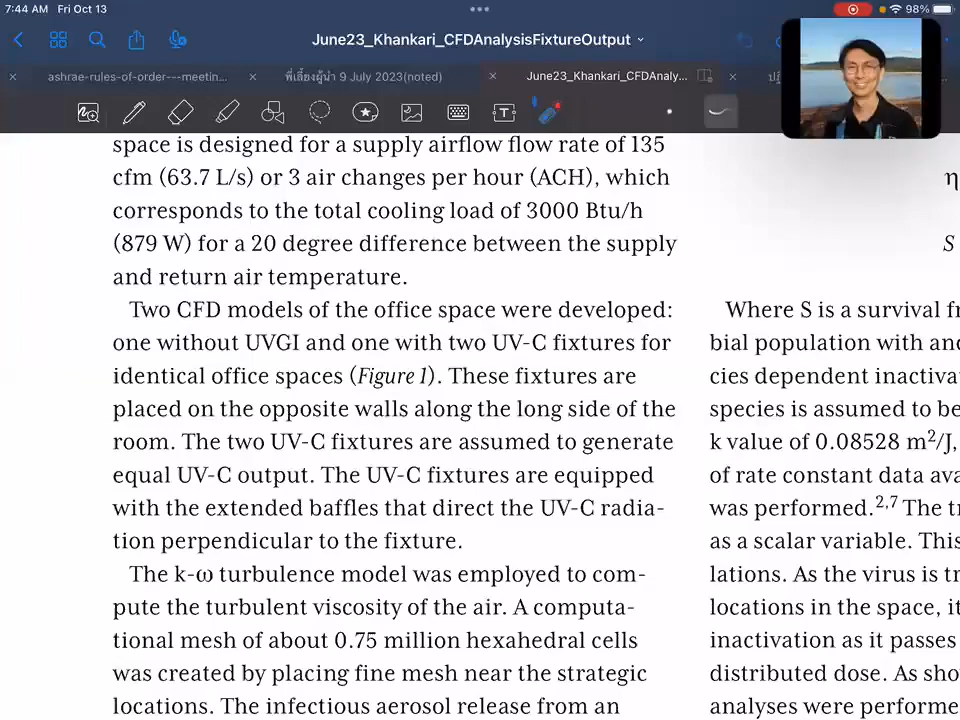 7:44 AM Fri Oct 13
98%
June23_Khankari_CFDAnalysisFixtureOutput
ashrae-rules-of-order---meetin...
พี่เลี้ยงผู้นำ 9 July 2023(noted)
June23_Khankari_CFDAnaly...
space is designed for a supply airflow flow rate of 135
cfm (63.7 L/s) or 3 air changes per hour (ACH), which
corresponds to the total cooling load of 3000 Btu/h
(879 W) for a 20 degree difference between the supply
and return air temperature.
Two CFD models of the office space were developed:
one without UVGI and one with two UV-C fixtures for
identical office spaces (Figure 1). These fixtures are
placed on the opposite walls along the long side of the
room. The two UV-C fixtures are assumed to generate
equal UV-C output. The UV-C fixtures are equipped
with the extended baffles that direct the UV-C radia-
tion perpendicular to the fixture.
The k-ω turbulence model was employed to com-
pute the turbulent viscosity of the air. A computa-
tional mesh of about 0.75 million hexahedral cells
was created by placing fine mesh near the strategic
locations. The infectious aerosol release from an
η
S
Where S is a survival fr
bial population with and
cies dependent inactiva
species is assumed to be
k value of 0.08528 m²/J,
of rate constant data ava
was performed.2,7 The tr
as a scalar variable. This
lations. As the virus is tr
locations in the space, it
inactivation as it passes
distributed dose. As sho
analyses were performe